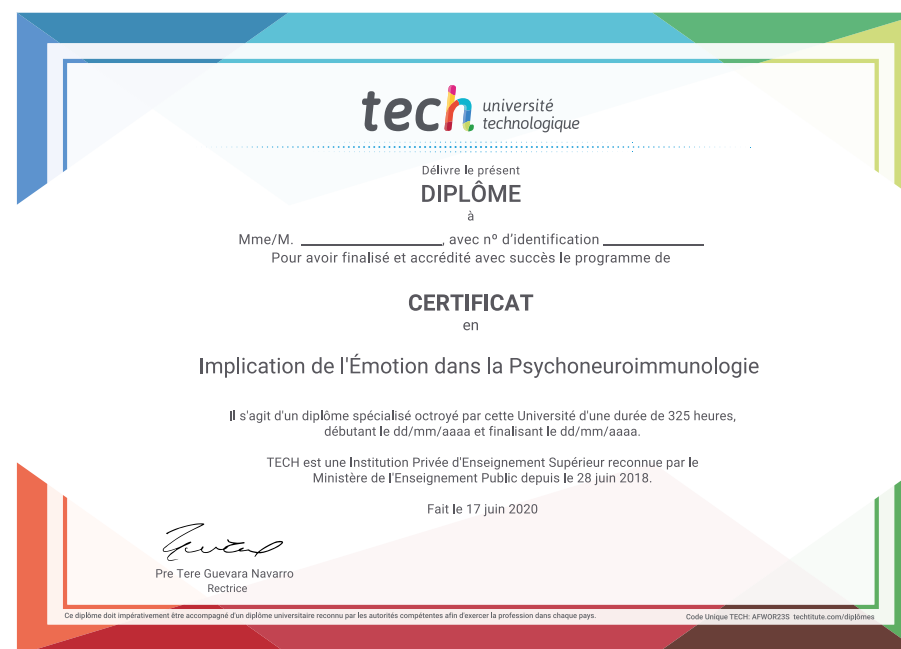 tech université
technologique
Délivre le présent
DIPLÔME
à
Mme/M. ____________________, avec nº d'identification ______________
Pour avoir finalisé et accrédité avec succès le programme de
CERTIFICAT
en
Implication de l'Émotion dans la Psychoneuroimmunologie
Il s'agit d'un diplôme spécialisé octroyé par cette Université d'une durée de 325 heures,
débutant le dd/mm/aaaa et finalisant le dd/mm/aaaa.
TECH est une Institution Privée d'Enseignement Supérieur reconnue par le
Ministère de l'Enseignement Public depuis le 28 juin 2018.
Fait le 17 juin 2020
Pre Tere Guevara Navarro
Rectrice
Ce diplôme doit impérativement être accompagné d'un diplôme universitaire reconnu par les autorités compétentes afin d'exercer la profession dans chaque pays.
Code Unique TECH: AFWOR23S techtitute.com/diplômes